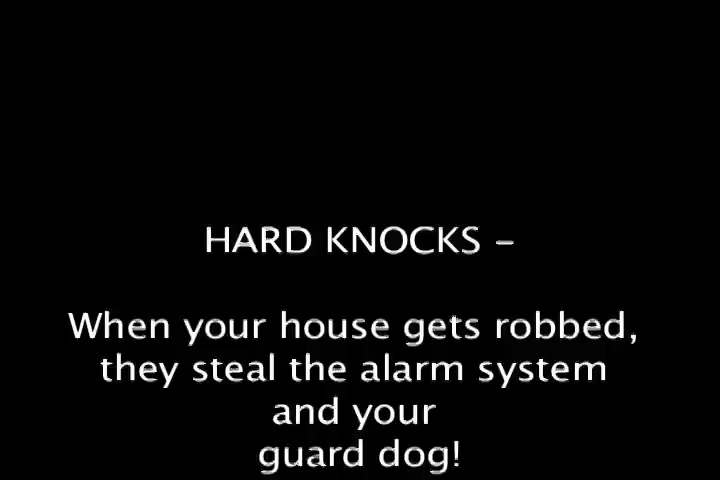 HARD KNOCKS –
When your house gets robbed,
they steal the alarm system
and your
guard dog!